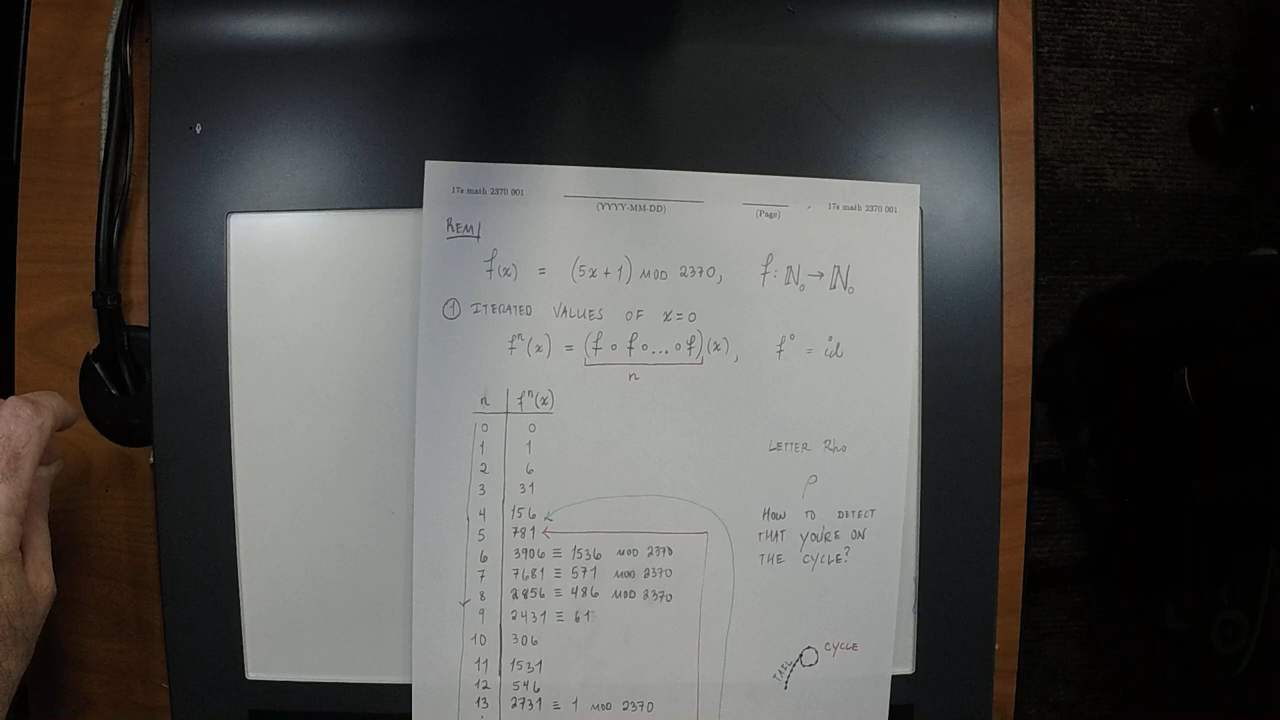 17s math 2370 001
(YYYY-MM-DD)
(Page)
17s math 2370 001
REM
f(x) = (5x+1) MOD 2370, f: ℕ₀ → ℕ₀
① ITERATED VALUES OF x=0
fⁿ(x) = (f ∘ f ∘ ... ∘ f)(x), f⁰ = id
n
n fⁿ(x)
0 0
1 1
2 6
3 31
4 156
5 781
6 3906 ≡ 1536 MOD 2370
7 7681 ≡ 571 MOD 2370
8 2856 ≡ 486 MOD 2370
9 2431 ≡ 61
10 306
11 1531
12 546
13 2731 ≡ 1 MOD 2370
LETTER Rho
ρ
HOW TO DETECT
THAT YOU'RE ON
THE CYCLE?
CYCLE
TAIL